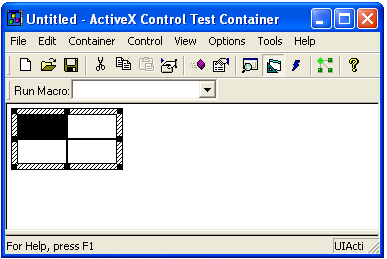 Untitled - ActiveX Control Test Container
File Edit Container Control View Options Tools Help
Run Macro:
For Help, press F1
UIActi